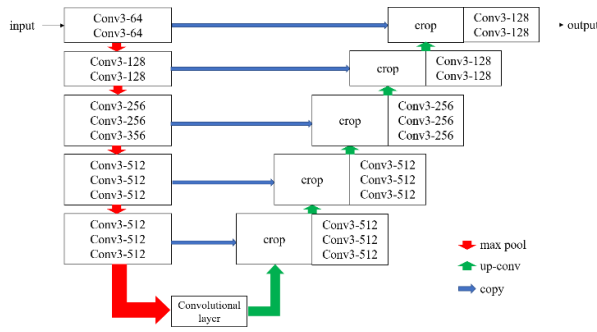 input
Conv3-64
Conv3-64
crop
Conv3-128
Conv3-128
output
Conv3-128
Conv3-128
crop
Conv3-128
Conv3-128
Conv3-256
Conv3-256
Conv3-356
crop
Conv3-256
Conv3-256
Conv3-256
Conv3-512
Conv3-512
Conv3-512
crop
Conv3-512
Conv3-512
Conv3-512
Conv3-512
Conv3-512
Conv3-512
crop
Conv3-512
Conv3-512
Conv3-512
max pool
up-conv
copy
Convolutional
layer